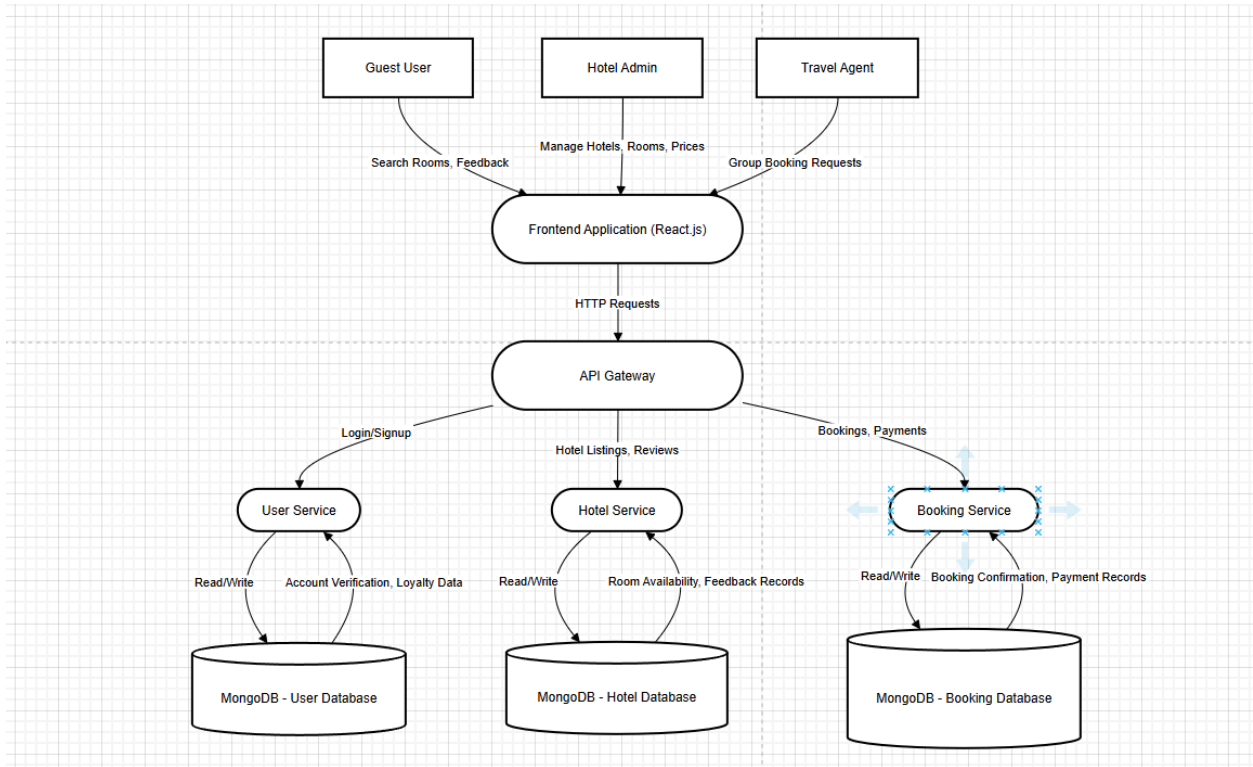 Guest User
Hotel Admin
Travel Agent
Search Rooms, Feedback
Manage Hotels, Rooms, Prices
Group Booking Requests
Frontend Application (React.js)
HTTP Requests
API Gateway
Login/Signup
Hotel Listings, Reviews
Bookings, Payments
User Service
Hotel Service
Booking Service
Read/Write
Account Verification, Loyalty Data
Read/Write
Room Availability, Feedback Records
Read/Write
Booking Confirmation, Payment Records
MongoDB - User Database
MongoDB - Hotel Database
MongoDB - Booking Database